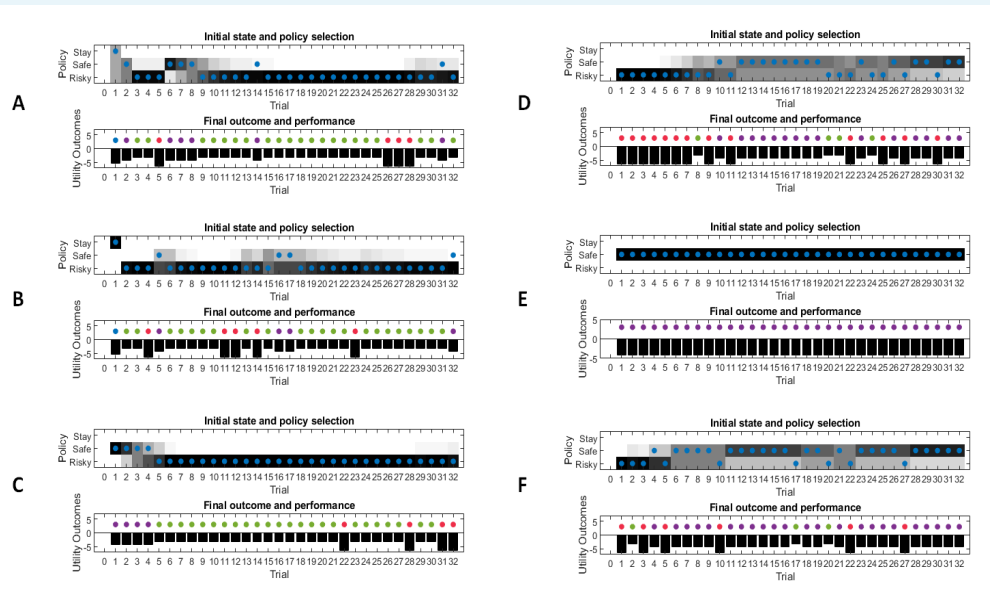 A
Initial state and policy selection
Policy
Stay
Safe
Risky
0 1 2 3 4 5 6 7 8 9 10 11 12 13 14 15 16 17 18 19 20 21 22 23 24 25 26 27 28 29 30 31 32
Trial
Final outcome and performance
Utility Outcomes
5
0
-5
0 1 2 3 4 5 6 7 8 9 10 11 12 13 14 15 16 17 18 19 20 21 22 23 24 25 26 27 28 29 30 31 32
Trial
B
Initial state and policy selection
Policy
Stay
Safe
Risky
0 1 2 3 4 5 6 7 8 9 10 11 12 13 14 15 16 17 18 19 20 21 22 23 24 25 26 27 28 29 30 31 32
Trial
Final outcome and performance
Utility Outcomes
5
0
-5
0 1 2 3 4 5 6 7 8 9 10 11 12 13 14 15 16 17 18 19 20 21 22 23 24 25 26 27 28 29 30 31 32
Trial
C
Initial state and policy selection
Policy
Stay
Safe
Risky
0 1 2 3 4 5 6 7 8 9 10 11 12 13 14 15 16 17 18 19 20 21 22 23 24 25 26 27 28 29 30 31 32
Trial
Final outcome and performance
Utility Outcomes
5
0
-5
0 1 2 3 4 5 6 7 8 9 10 11 12 13 14 15 16 17 18 19 20 21 22 23 24 25 26 27 28 29 30 31 32
Trial
D
Initial state and policy selection
Policy
Stay
Safe
Risky
0 1 2 3 4 5 6 7 8 9 10 11 12 13 14 15 16 17 18 19 20 21 22 23 24 25 26 27 28 29 30 31 32
Trial
Final outcome and performance
Utility Outcomes
5
0
-5
0 1 2 3 4 5 6 7 8 9 10 11 12 13 14 15 16 17 18 19 20 21 22 23 24 25 26 27 28 29 30 31 32
Trial
E
Initial state and policy selection
Policy
Stay
Safe
Risky
0 1 2 3 4 5 6 7 8 9 10 11 12 13 14 15 16 17 18 19 20 21 22 23 24 25 26 27 28 29 30 31 32
Trial
Final outcome and performance
Utility Outcomes
5
0
-5
0 1 2 3 4 5 6 7 8 9 10 11 12 13 14 15 16 17 18 19 20 21 22 23 24 25 26 27 28 29 30 31 32
Trial
F
Initial state and policy selection
Policy
Stay
Safe
Risky
0 1 2 3 4 5 6 7 8 9 10 11 12 13 14 15 16 17 18 19 20 21 22 23 24 25 26 27 28 29 30 31 32
Trial
Final outcome and performance
Utility Outcomes
5
0
-5
0 1 2 3 4 5 6 7 8 9 10 11 12 13 14 15 16 17 18 19 20 21 22 23 24 25 26 27 28 29 30 31 32
Trial